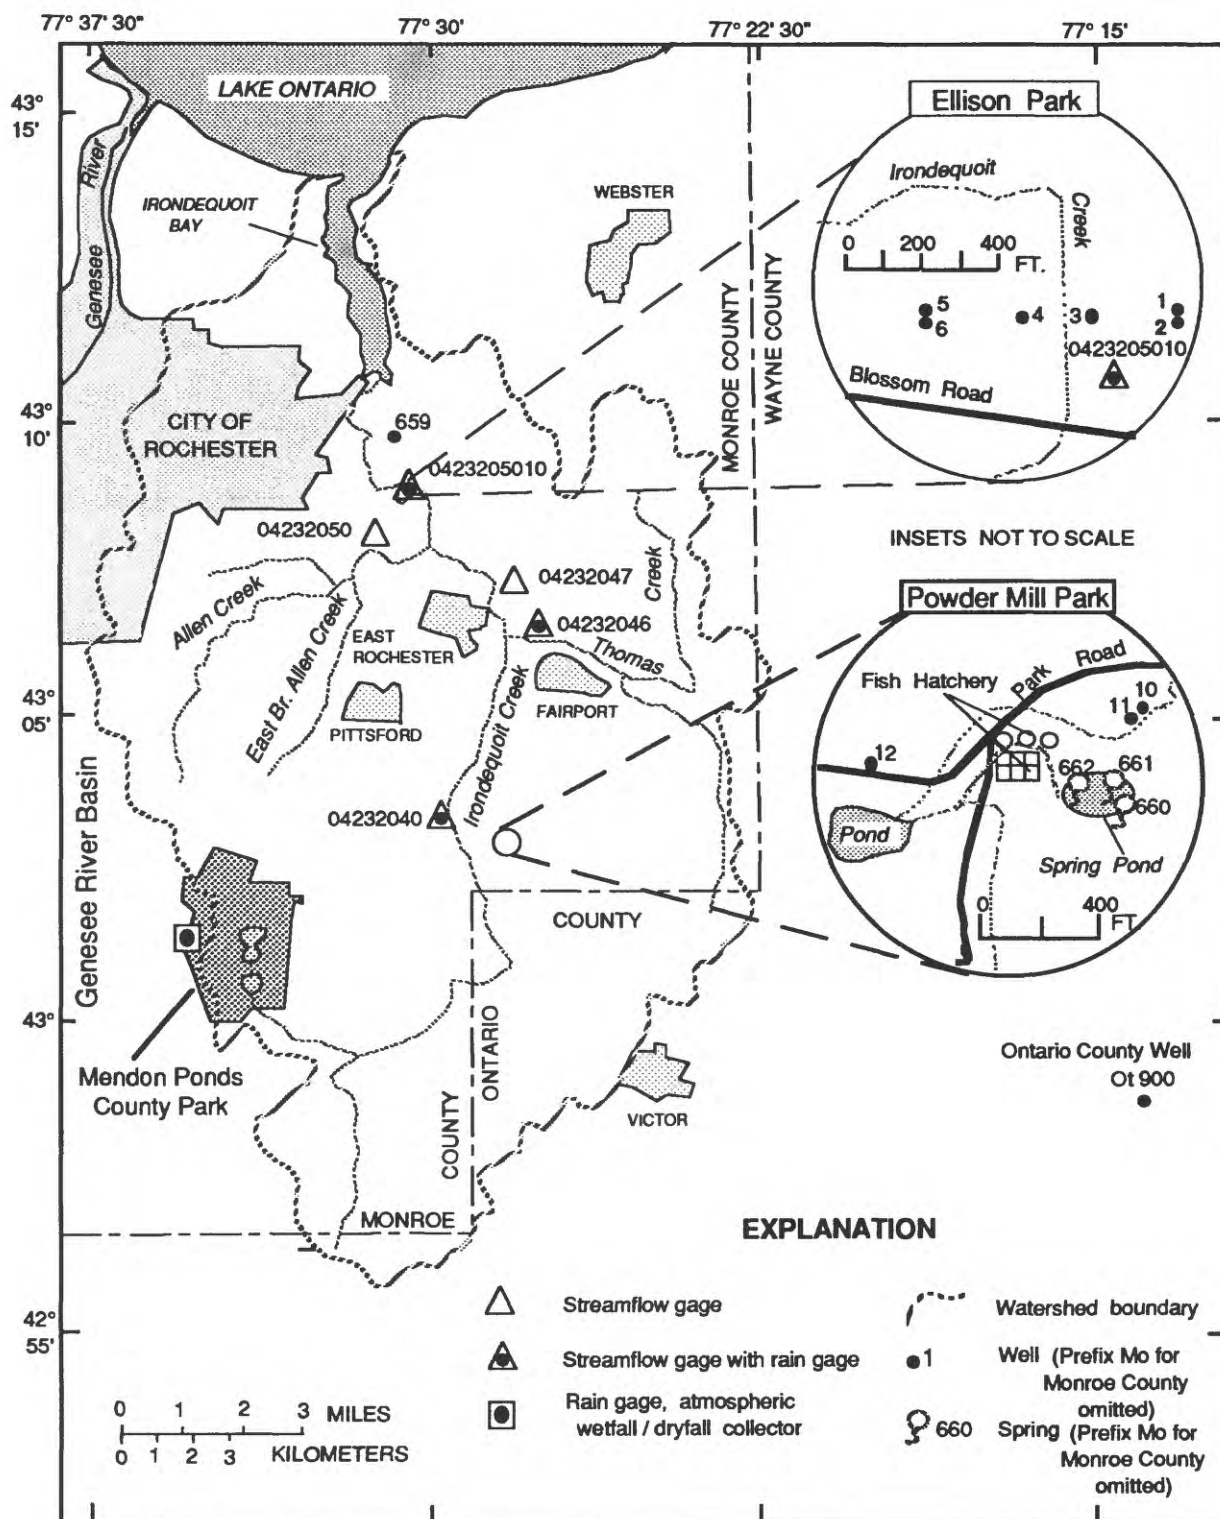 77° 37' 30"
77° 30'
77° 22' 30"
77° 15'
43°
15'
43°
10'
43°
05'
43°
42°
55'
LAKE ONTARIO
River
Genesee
IRONDEQUOIT
BAY
WEBSTER
MONROE COUNTY
WAYNE COUNTY
CITY OF
ROCHESTER
659
0423205010
04232050
04232047
04232046
Allen Creek
East Br. Allen Creek
EAST
ROCHESTER
Creek
Thomas
FAIRPORT
PITTSFORD
Irondequoit Creek
04232040
Genesee River Basin
COUNTY
ONTARIO
COUNTY
MONROE
Mendon Ponds
County Park
VICTOR
Ellison Park
Irondequoit
Creek
0 200 400
FT.
5
6
4
3
1
2
0423205010
Blossom Road
INSETS NOT TO SCALE
Powder Mill Park
Fish Hatchery
Park
Road
10
11
12
662
661
660
Pond
Spring Pond
0 400
FT
Ontario County Well
Ot 900
EXPLANATION
Streamflow gage
Streamflow gage with rain gage
Rain gage, atmospheric
wetfall / dryfall collector
Watershed boundary
1 Well (Prefix Mo for
Monroe County
omitted)
660 Spring (Prefix Mo for
Monroe County
omitted)
0 1 2 3 MILES
0 1 2 3 KILOMETERS